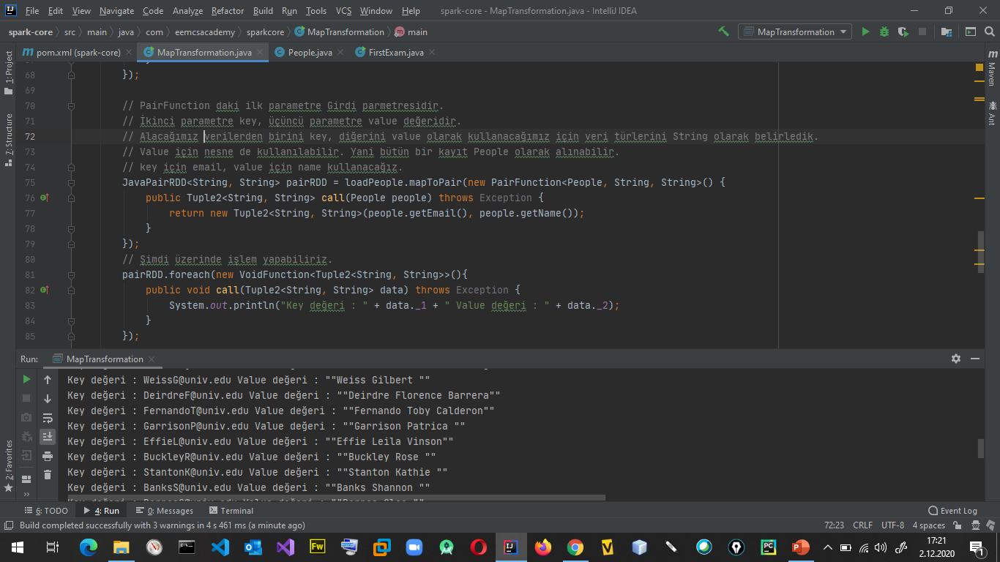 File Edit View Navigate Code Analyze Refactor Build Run Tools VCS Window Help spark-core - MapTransformation.java - IntelliJ IDEA
spark-core src main java com eemcsacademy sparkcore MapTransformation main MapTransformation
pom.xml (spark-core) MapTransformation.java People.java FirstExam.java
1: Project
7: Structure
2: Favorites
Maven
Ant
68 });
69
70 // PairFunction daki ilk parametre Girdi parmetresidir.
71 // İkinci parametre key, üçüncü parametre value değeridir.
72 // Alacağımız verilerden birini key, diğerini value olarak kullanacağımız için veri türlerini String olarak belirledik.
73 // Value için nesne de kullanılabilir. Yani bütün bir kayıt People olarak alınabilir.
74 // key için email, value için name kullanacağız.
75 JavaPairRDD<String, String> pairRDD = loadPeople.mapToPair(new PairFunction<People, String, String>() {
76 public Tuple2<String, String> call(People people) throws Exception {
77 return new Tuple2<String, String>(people.getEmail(), people.getName());
78 }
79 });
80 // Şimdi üzerinde işlem yapabiliriz.
81 pairRDD.foreach(new VoidFunction<Tuple2<String, String>>(){
82 public void call(Tuple2<String, String> data) throws Exception {
83 System.out.println("Key değeri : " + data._1 + " Value değeri : " + data._2);
84 }
85 });
Run: MapTransformation
Key değeri : WeissG@univ.edu Value değeri : ""Weiss Gilbert ""
Key değeri : DeirdreF@univ.edu Value değeri : ""Deirdre Florence Barrera""
Key değeri : FernandoT@univ.edu Value değeri : ""Fernando Toby Calderon""
Key değeri : GarrisonP@univ.edu Value değeri : ""Garrison Patrica ""
Key değeri : EffieL@univ.edu Value değeri : ""Effie Leila Vinson""
Key değeri : BuckleyR@univ.edu Value değeri : ""Buckley Rose ""
Key değeri : StantonK@univ.edu Value değeri : ""Stanton Kathie ""
Key değeri : BanksS@univ.edu Value değeri : ""Banks Shannon ""
6: TODO 4: Run 0: Messages Terminal Event Log
Build completed successfully with 3 warnings in 4 s 461 ms (a minute ago) 72:23 CRLF UTF-8 4 spaces
17:21
2.12.2020